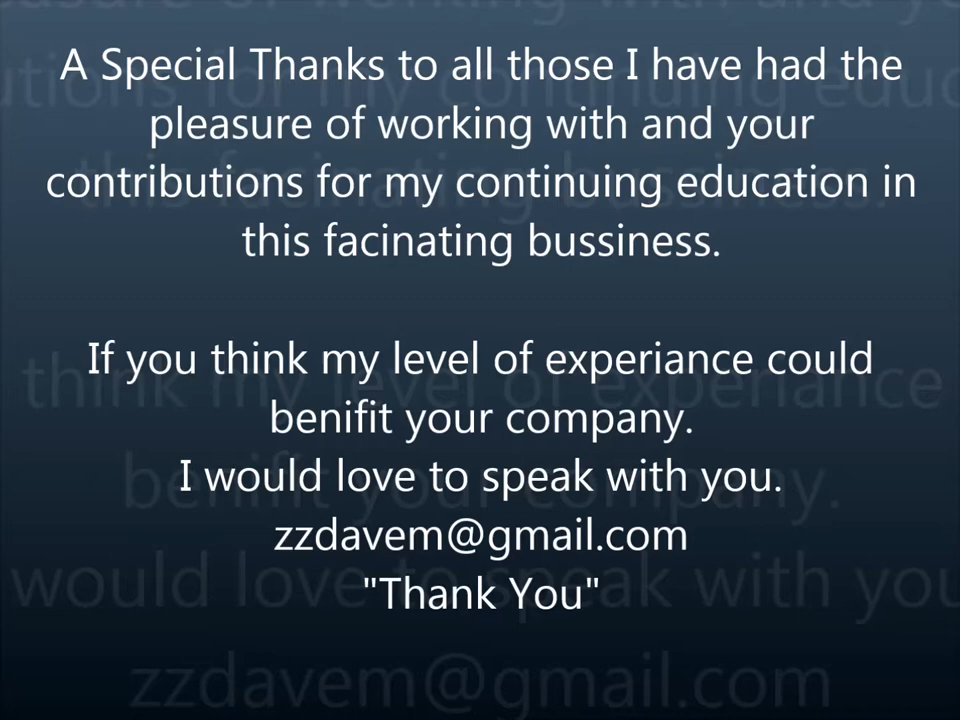 A Special Thanks to all those I have had the
pleasure of working with and your
contributions for my continuing education in
this facinating bussiness.
If you think my level of experiance could
benifit your company.
I would love to speak with you.
zzdavem@gmail.com
"Thank You"